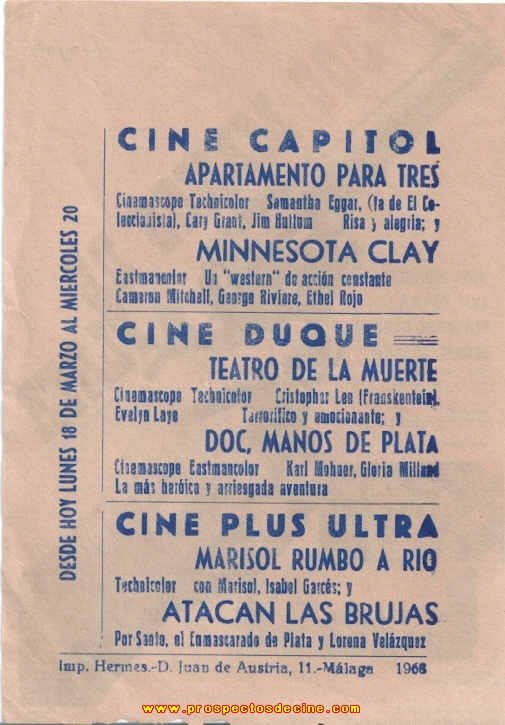 DESDE HOY LUNES 18 DE MARZO AL MIERCOLES 20
CINE CAPITOL
APARTAMENTO PARA TRES
Cinemascope Technicolor Samantha Eggar, (la de El Co-
leccionista), Cary Grant, Jim Huttom Risa y alegria; y
MINNESOTA CLAY
Eastmancolor Un "western" de acción constante
Cameron Mitchell, George Riviere, Ethel Rojo
CINE DUQUE
TEATRO DE LA MUERTE
Cinemascope Technicolor Cristopher Lee (Franskentein),
Evelyn Laye Tarrorifico y emocionante; y
DOC, MANOS DE PLATA
Cinemascope Eastmancolor Karl Mohner, Gloria Milland
La más heróica y arriesgada aventura
CINE PLUS ULTRA
MARISOL RUMBO A RIO
Technicolor con Marisol, Isabel Garcés; y
ATACAN LAS BRUJAS
Por Santo, el Enmascarado de Plata y Lorena Velázquez
Imp. Hermes.-D. Juan de Austria, 11.-Málaga 1968
www.prospectosdecine.com